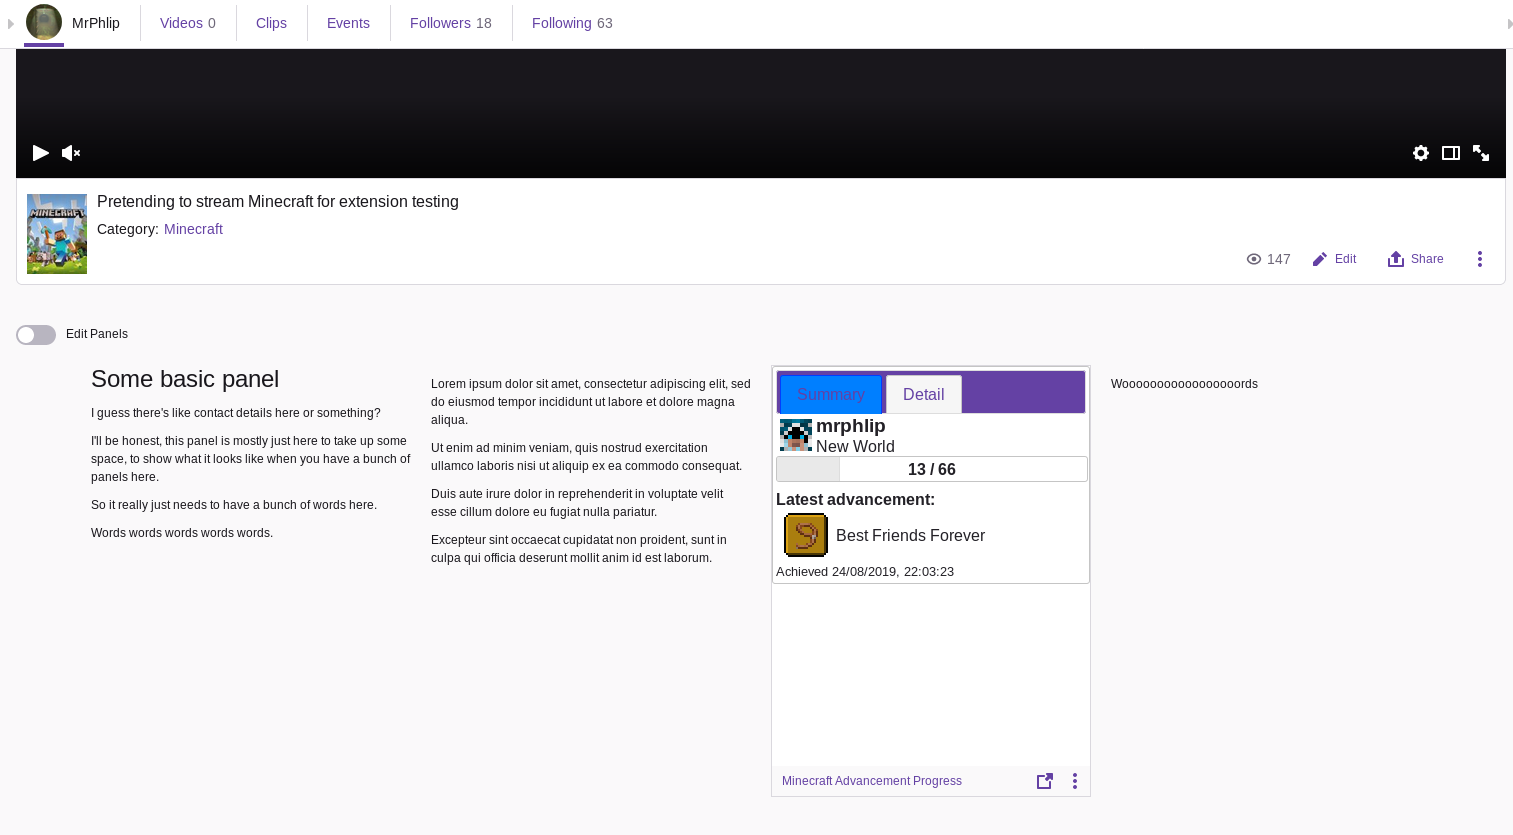 MrPhlip
Videos 0
Clips
Events
Followers 18
Following 63
MINECRAFT
Pretending to stream Minecraft for extension testing
Category: Minecraft
147
Edit
Share
Edit Panels
Some basic panel
I guess there's like contact details here or something?
I'll be honest, this panel is mostly just here to take up some
space, to show what it looks like when you have a bunch of
panels here.
So it really just needs to have a bunch of words here.
Words words words words words.
Lorem ipsum dolor sit amet, consectetur adipiscing elit, sed
do eiusmod tempor incididunt ut labore et dolore magna
aliqua.
Ut enim ad minim veniam, quis nostrud exercitation
ullamco laboris nisi ut aliquip ex ea commodo consequat.
Duis aute irure dolor in reprehenderit in voluptate velit
esse cillum dolore eu fugiat nulla pariatur.
Excepteur sint occaecat cupidatat non proident, sunt in
culpa qui officia deserunt mollit anim id est laborum.
Summary
Detail
mrphlip
New World
13 / 66
Latest advancement:
Best Friends Forever
Achieved 24/08/2019, 22:03:23
Minecraft Advancement Progress
Wooooooooooooooooords